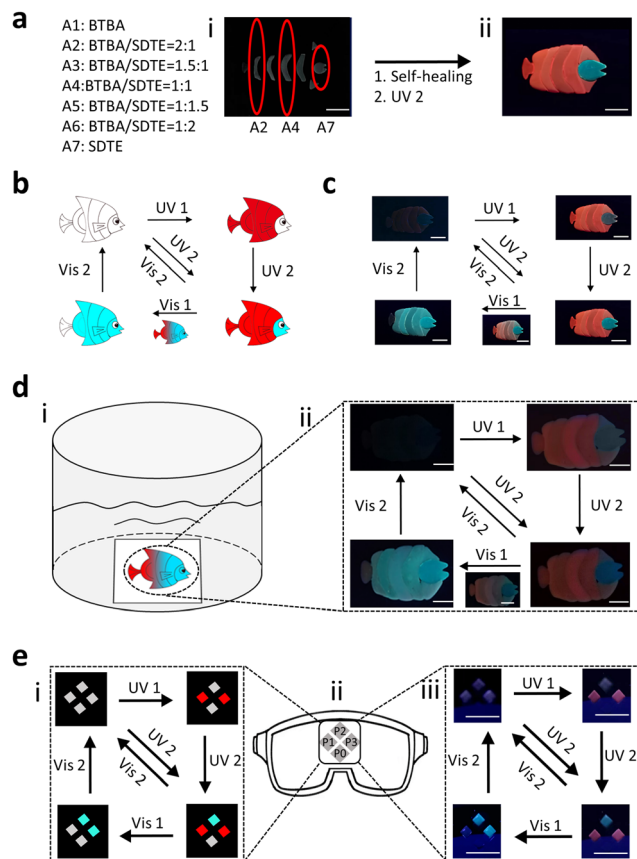 a
A1: BTBA
A2: BTBA/SDTE=2:1
A3: BTBA/SDTE=1.5:1
A4:BTBA/SDTE=1:1
A5: BTBA/SDTE=1:1.5
A6: BTBA/SDTE=1:2
A7: SDTE
i
A2 A4 A7
1. Self-healing
2. UV 2
ii
b
UV 1
UV 2
Vis 2
UV 2
Vis 2
Vis 1
c
UV 1
UV 2
Vis 2
UV 2
Vis 2
Vis 1
d
i
ii
UV 1
UV 2
Vis 2
UV 2
Vis 2
Vis 1
e
i
UV 1
UV 2
Vis 2
UV 2
Vis 2
Vis 1
ii
P2
P1 P3
P0
iii
UV 1
UV 2
Vis 2
UV 2
Vis 2
Vis 1